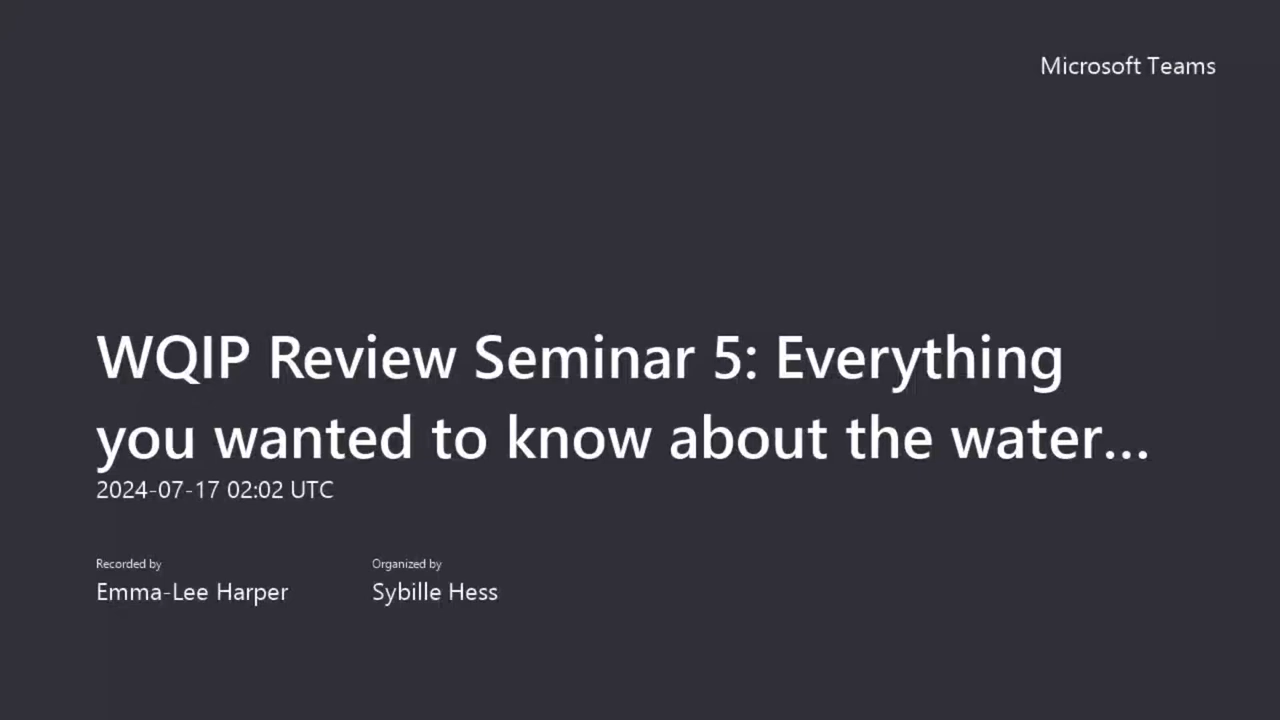 Microsoft Teams
WQIP Review Seminar 5: Everything
you wanted to know about the water...
2024-07-17 02:02 UTC
Recorded by
Emma-Lee Harper
Organized by
Sybille Hess